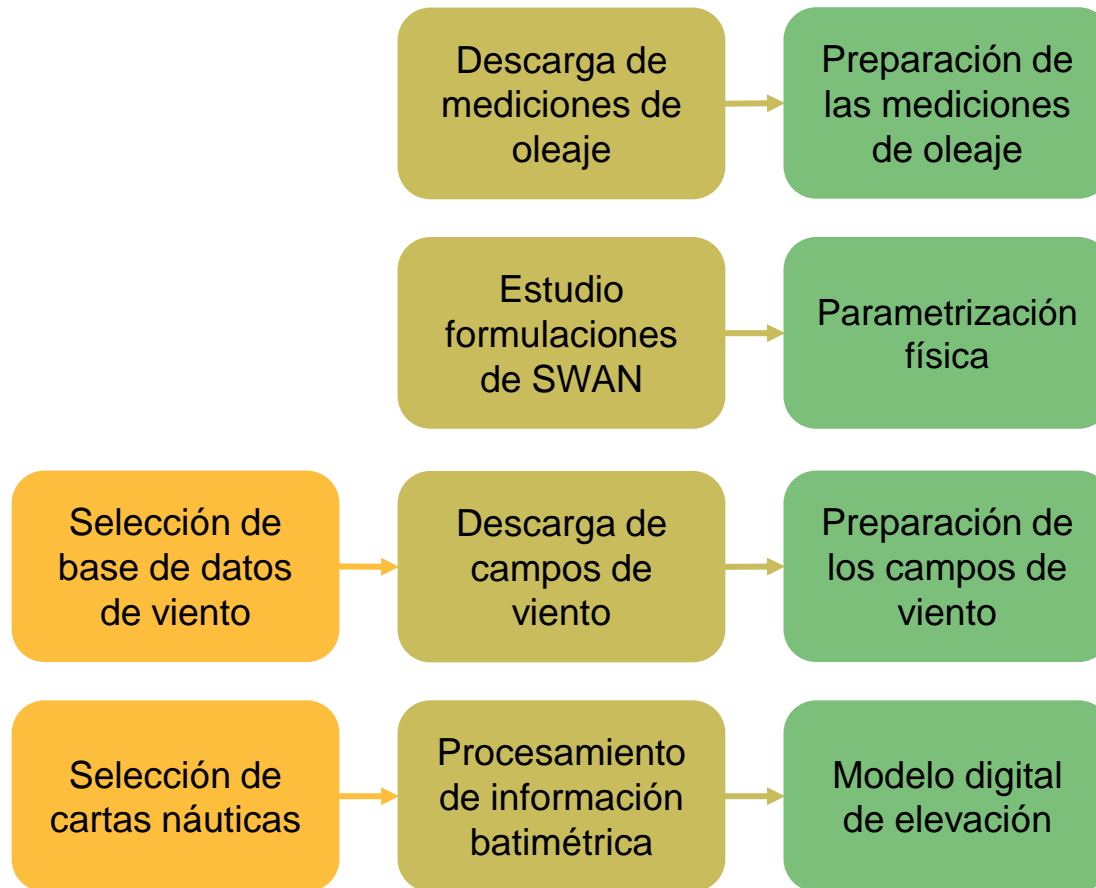 Descarga de
mediciones de
oleaje
Preparación de
las mediciones
de oleaje
Estudio
formulaciones
de SWAN
Parametrización
física
Selección de
base de datos
de viento
Descarga de
campos de
viento
Preparación de
los campos de
viento
Selección de
cartas náuticas
Procesamiento
de información
batimétrica
Modelo digital
de elevación